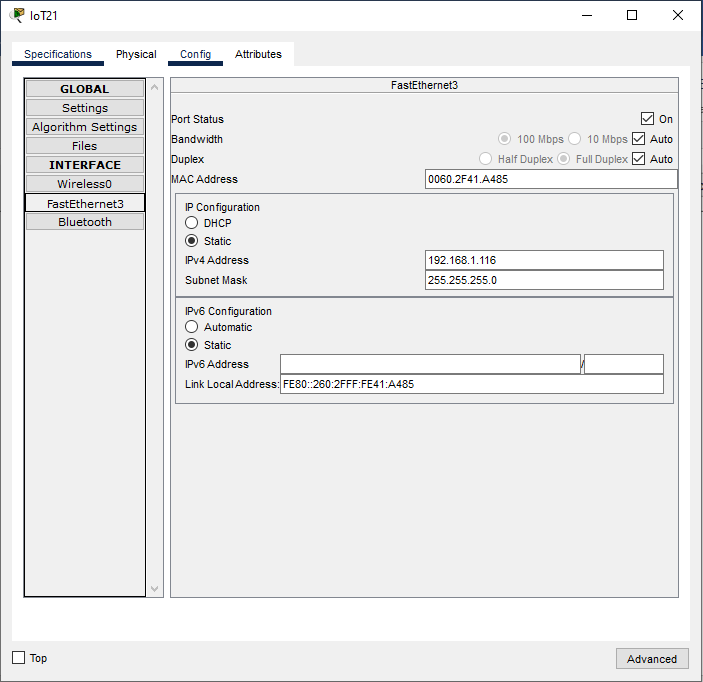 IoT21
Specifications Physical Config Attributes
GLOBAL
Settings
Algorithm Settings
Files
INTERFACE
Wireless0
FastEthernet3
Bluetooth
FastEthernet3
Port Status On
Bandwidth 100 Mbps 10 Mbps Auto
Duplex Half Duplex Full Duplex Auto
MAC Address 0060.2F41.A485
IP Configuration
DHCP
Static
IPv4 Address 192.168.1.116
Subnet Mask 255.255.255.0
IPv6 Configuration
Automatic
Static
IPv6 Address /
Link Local Address: FE80::260:2FFF:FE41:A485
Top Advanced